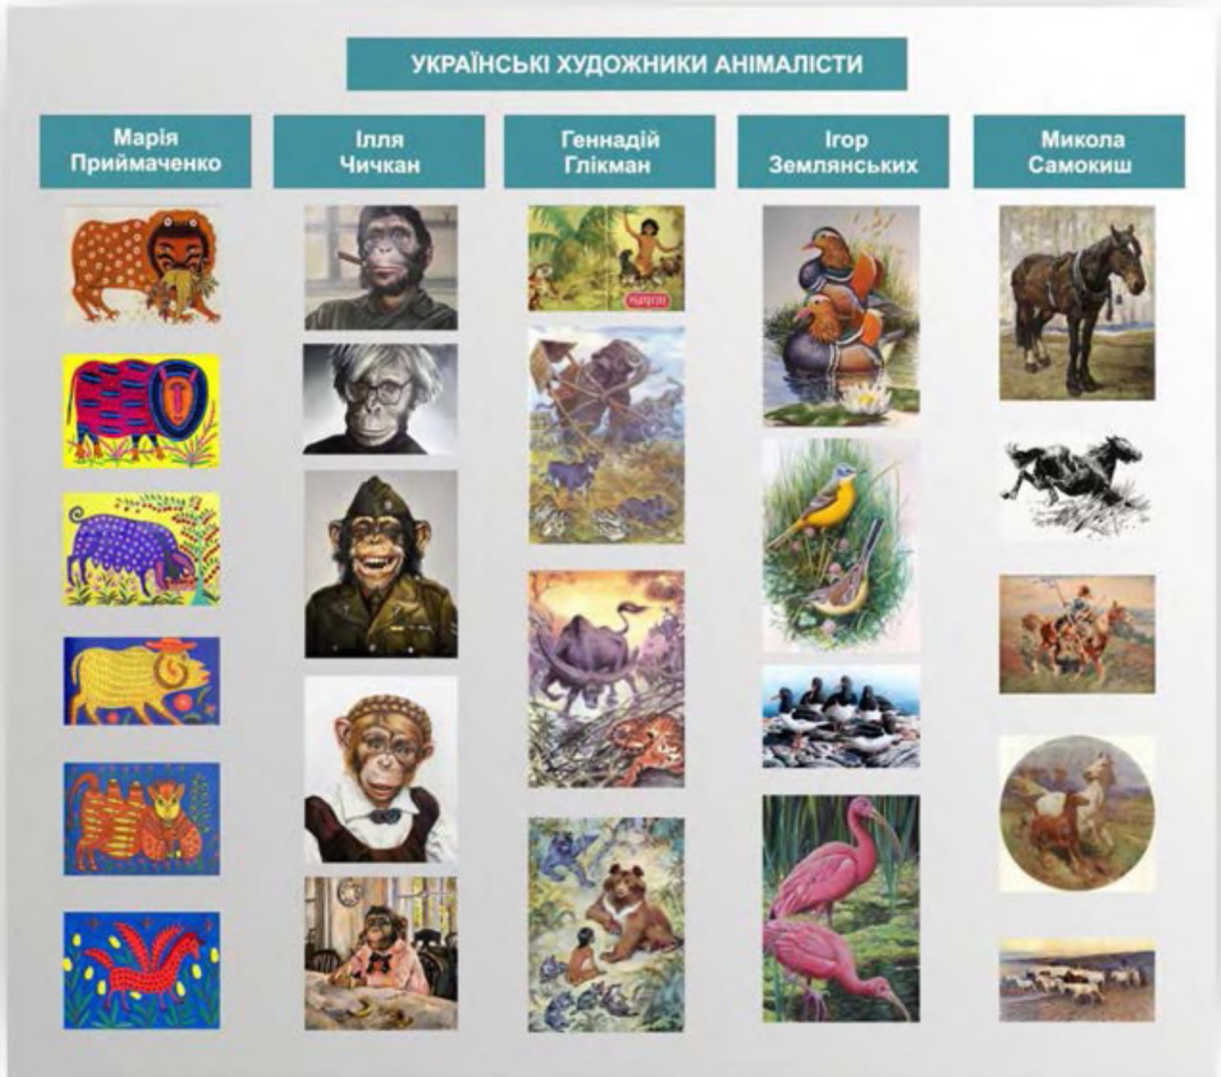 УКРАЇНСЬКІ ХУДОЖНИКИ АНІМАЛІСТИ
Марія
Приймаченко
Ілля
Чичкан
Геннадій
Глікман
Ігор
Землянських
Микола
Самокиш